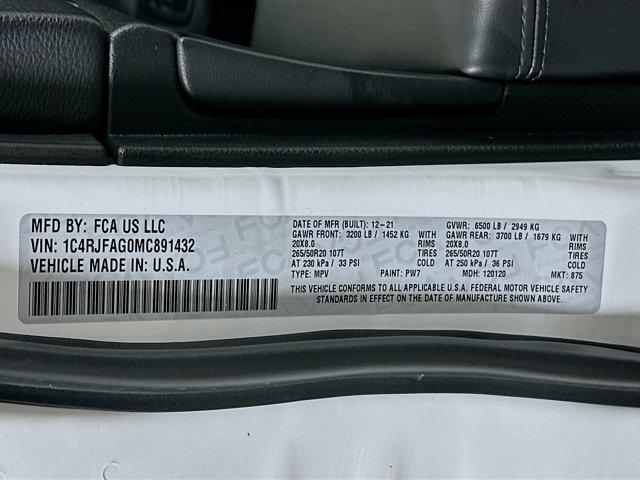 MFD BY: FCA US LLC
VIN: 1C4RJFAG0MC891432
VEHICLE MADE IN: U.S.A.
DATE OF MFR (BUILT): 12-21 GVWR: 6500 LB / 2949 KG
GAWR FRONT: 3200 LB / 1452 KG WITH GAWR REAR: 3700 LB / 1679 KG WITH
20X8.0 RIMS 20X8.0 RIMS
265/50R20 107T TIRES 265/50R20 107T TIRES
AT 230 kPa / 33 PSI COLD AT 250 kPa / 36 PSI COLD
TYPE: MPV PAINT: PW7 MDH: 120120 MKT: 875
THIS VEHICLE CONFORMS TO ALL APPLICABLE U.S.A. FEDERAL MOTOR VEHICLE SAFETY
STANDARDS IN EFFECT ON THE DATE OF MANUFACTURE SHOWN ABOVE.